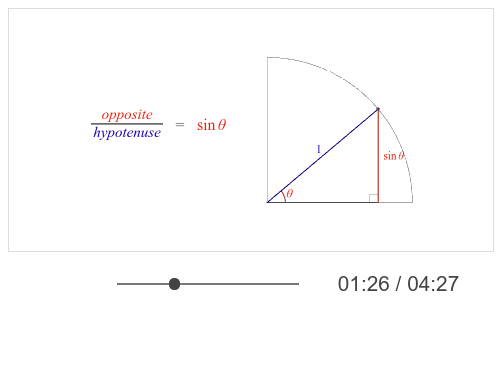 opposite
hypotenuse
= sin θ
1
sin θ
θ
01:26 / 04:27